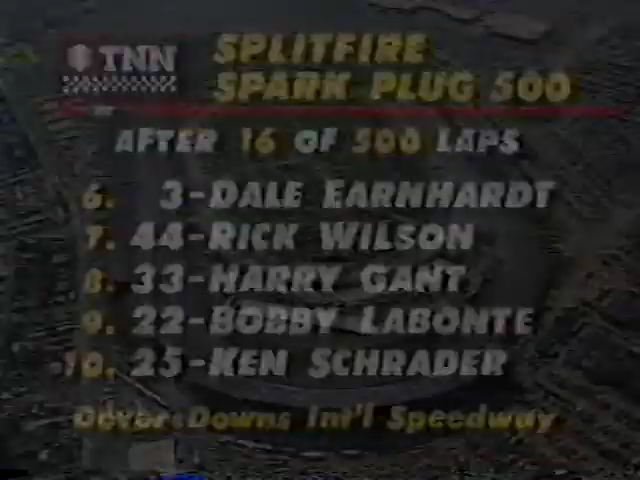 TNN SPLITFIRE
SPARK PLUG 500
AFTER 16 OF 500 LAPS
6. 3-DALE EARNHARDT
7. 44-RICK WILSON
8. 33-HARRY GANT
9. 22-BOBBY LABONTE
10. 25-KEN SCHRADER
Dover Downs Int'l Speedway